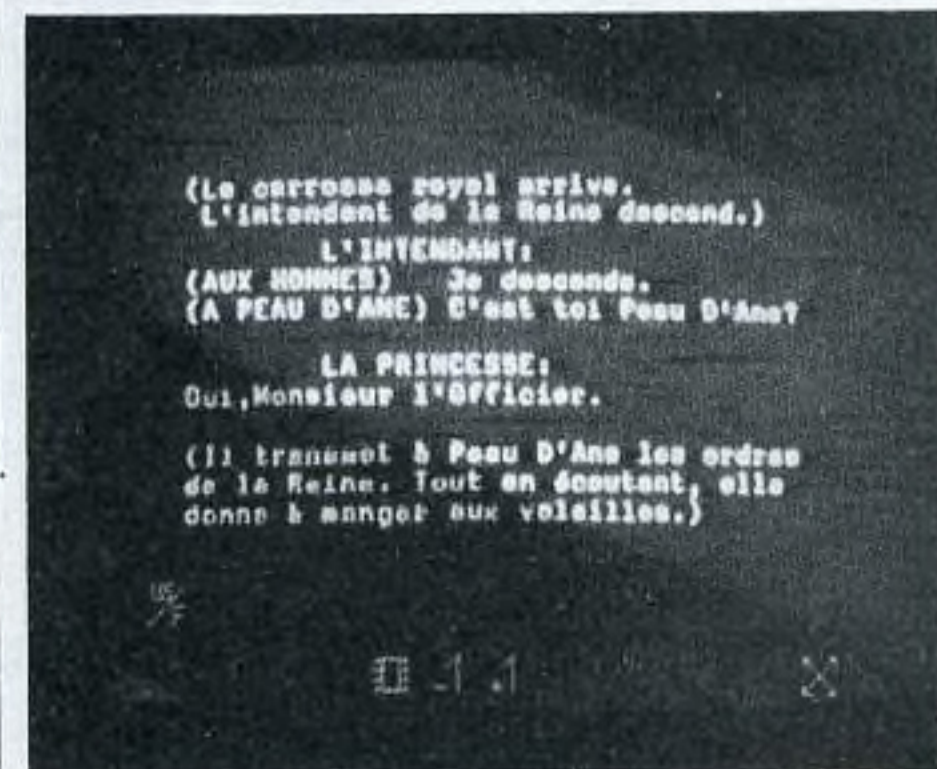 (Le carrosse royal arrive.
L'intendant de la Reine descend.)
L'INTENDANT:
(AUX HOMMES) Je descends.
(A PEAU D'ANE) C'est toi Peau D'Ane?
LA PRINCESSE:
Oui,Monsieur l'Officier.
(Il transmet à Peau D'Ane les ordres
de la Reine. Tout en écoutant, elle
donne à manger aux volailles.)